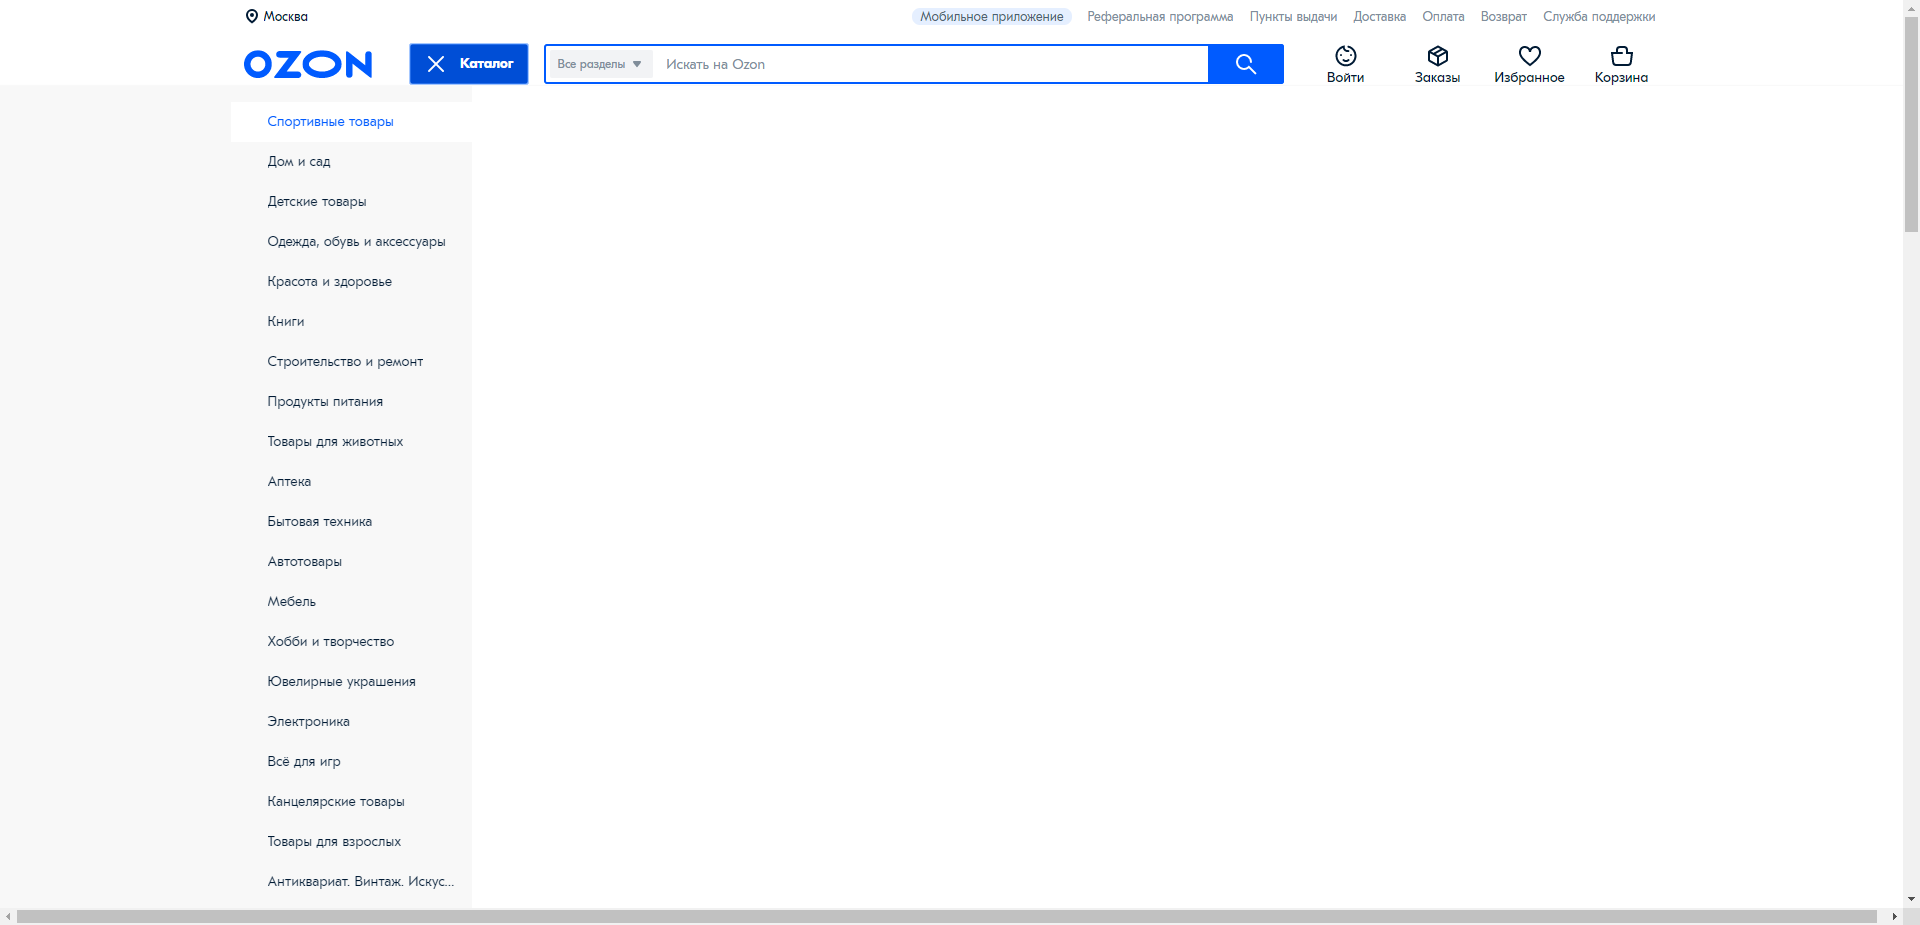 Москва
Мобильное приложение Реферальная программа Пункты выдачи Доставка Оплата Возврат Служба поддержки
OZON Каталог Все разделы Искать на Ozon
Войти Заказы Избранное Корзина
Спортивные товары
Дом и сад
Детские товары
Одежда, обувь и аксессуары
Красота и здоровье
Книги
Строительство и ремонт
Продукты питания
Товары для животных
Аптека
Бытовая техника
Автотовары
Мебель
Хобби и творчество
Ювелирные украшения
Электроника
Всё для игр
Канцелярские товары
Товары для взрослых
Антиквариат. Винтаж. Искус...